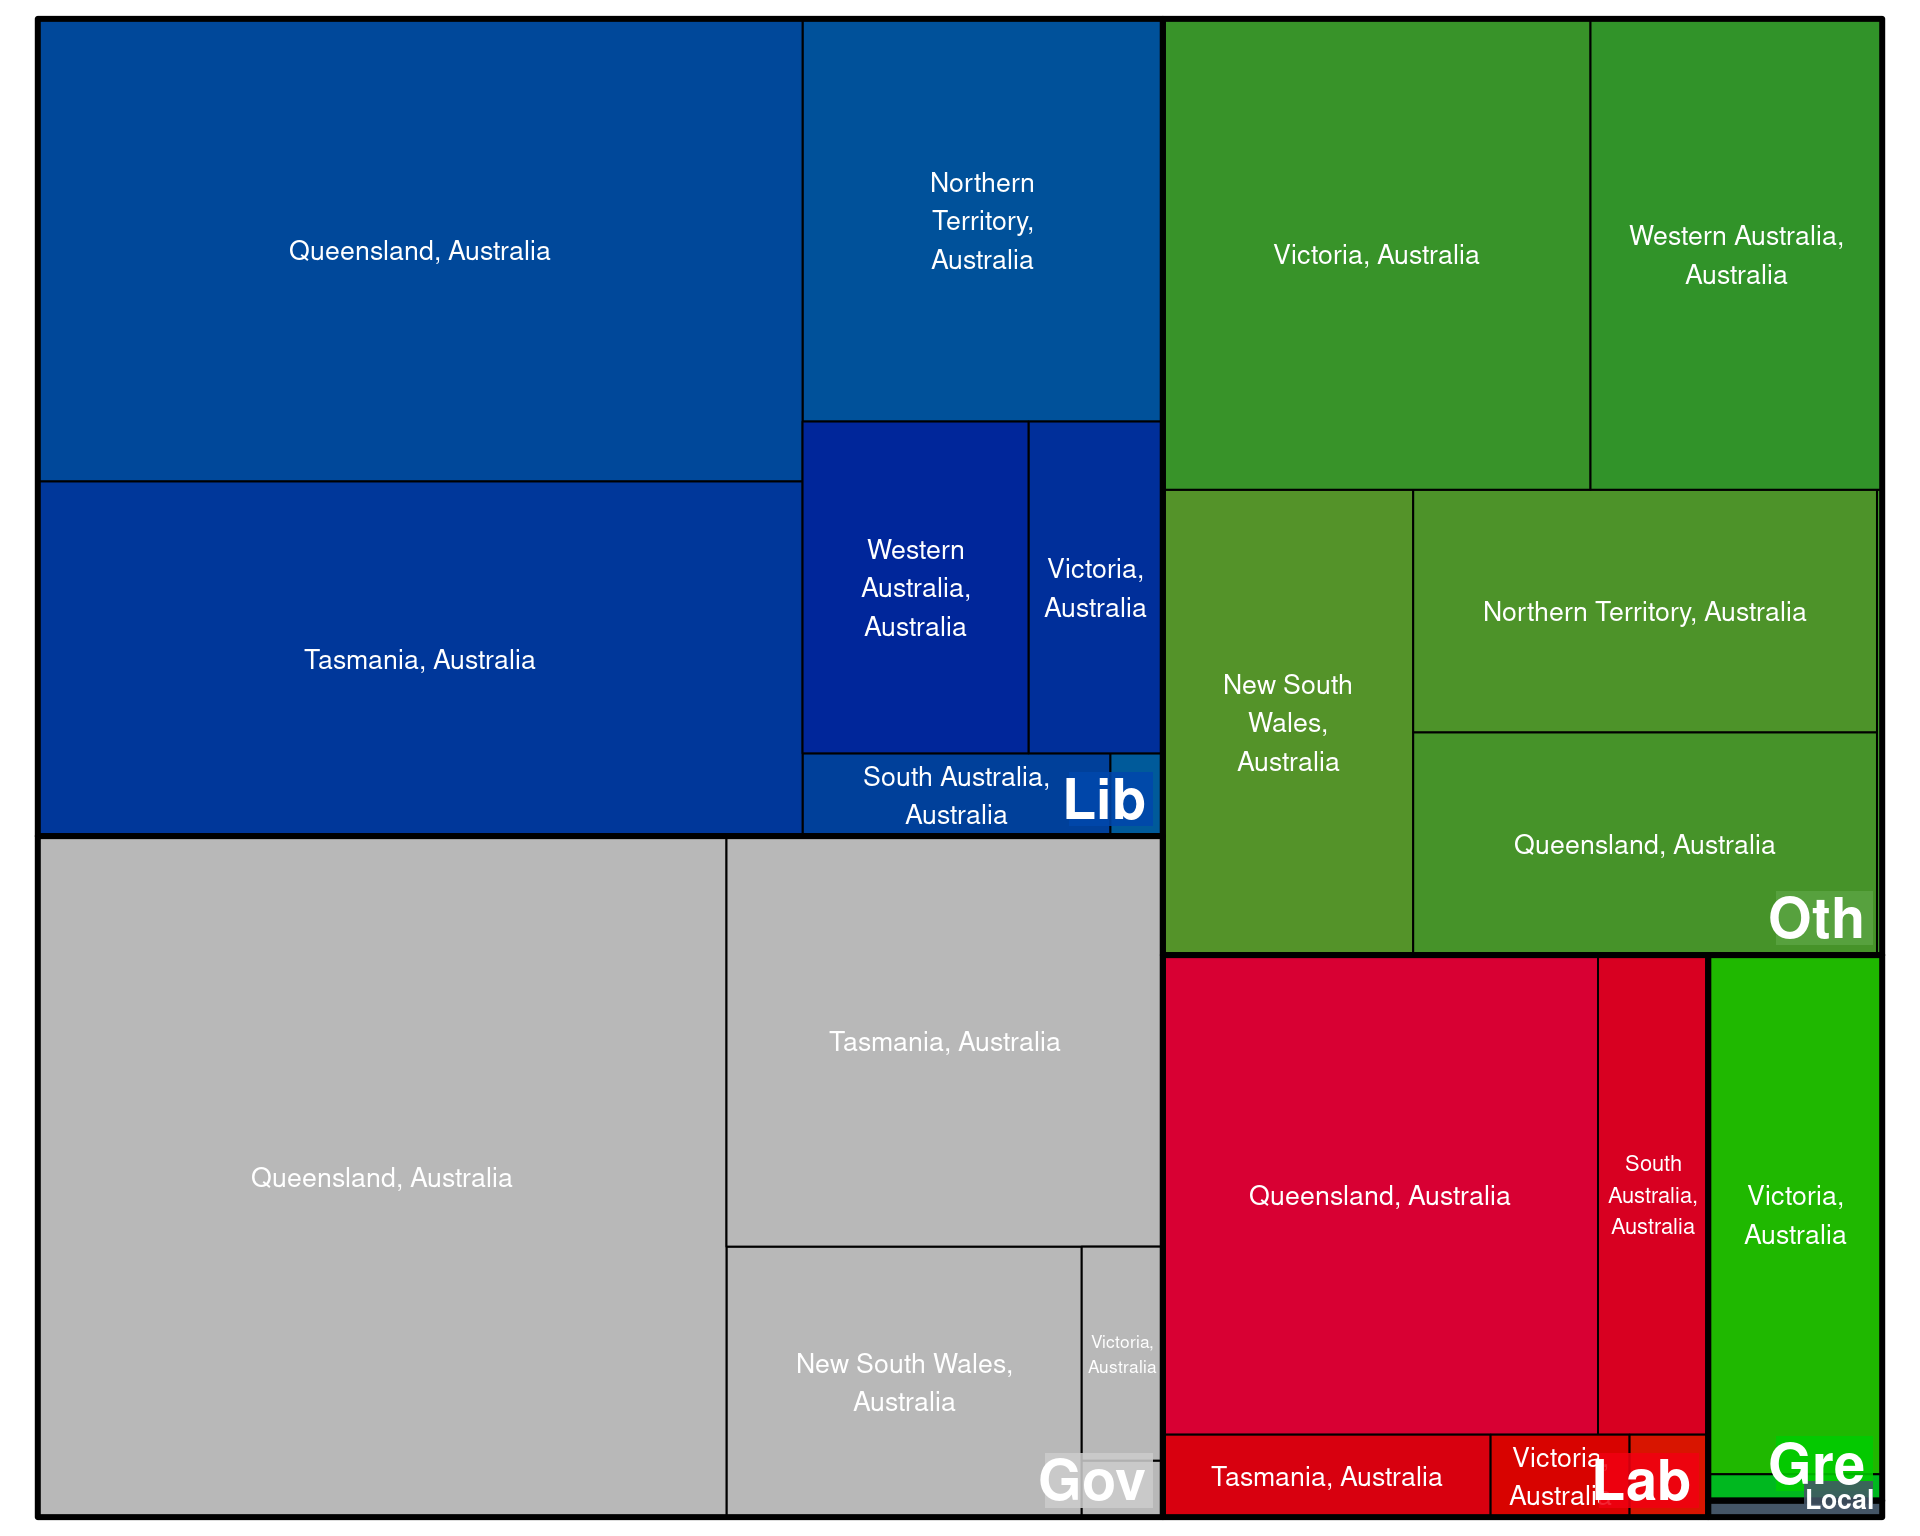 Queensland, Australia
Northern
Territory,
Australia
Tasmania, Australia
Western
Australia,
Australia
Victoria,
Australia
South Australia,
Australia
Lib
Victoria, Australia
Western Australia,
Australia
New South
Wales,
Australia
Northern Territory, Australia
Queensland, Australia
Oth
Queensland, Australia
Tasmania, Australia
New South Wales,
Australia
Victoria,
Australia
Gov
Queensland, Australia
South
Australia,
Australia
Tasmania, Australia
Victoria,
Australia
Lab
Victoria,
Australia
Gre
Local